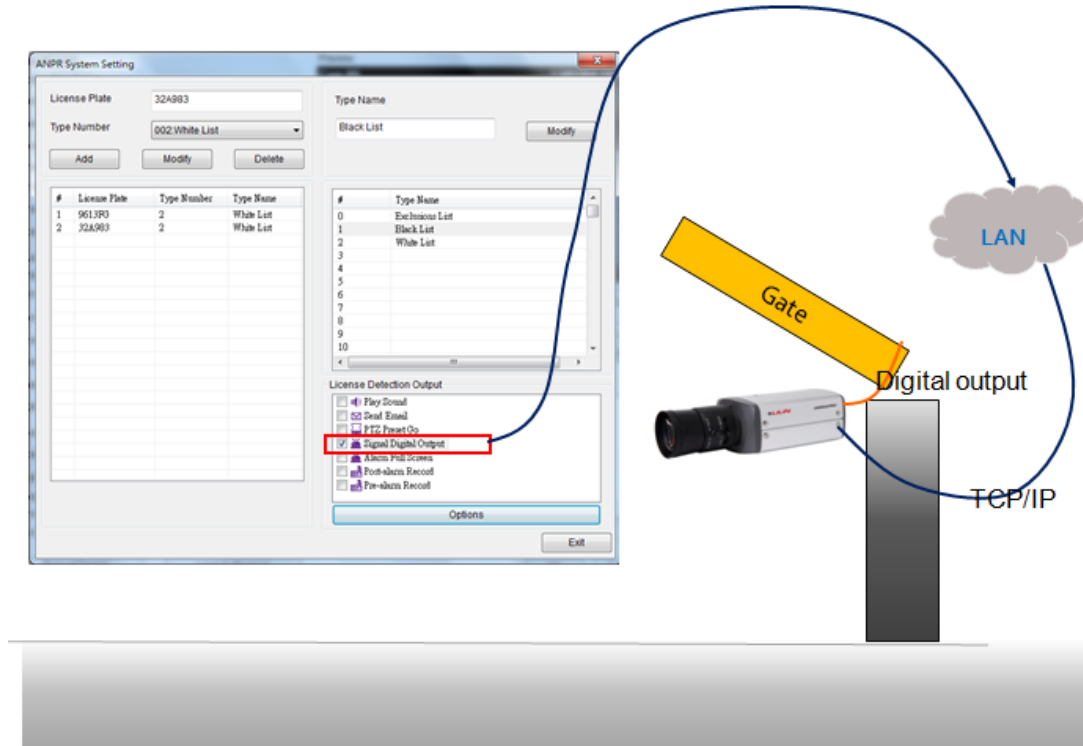 ANPR System Setting
License Plate
32A983
Type Number
002:White List
Add
Modify
Delete
# License Plate Type Number Type Name
1 9613F0 2 White List
2 32A983 2 White List
Type Name
Black List
Modify
# Type Name
0 Exclusions List
1 Black List
2 White List
3
4
5
6
7
8
9
10
License Detection Output
Play Sound
Send Email
PTZ Preset Go
Signal Digital Output
Alarm Full Screen
Post-alarm Record
Pre-alarm Record
Options
Exit
LAN
Gate
Digital output
TCP/IP